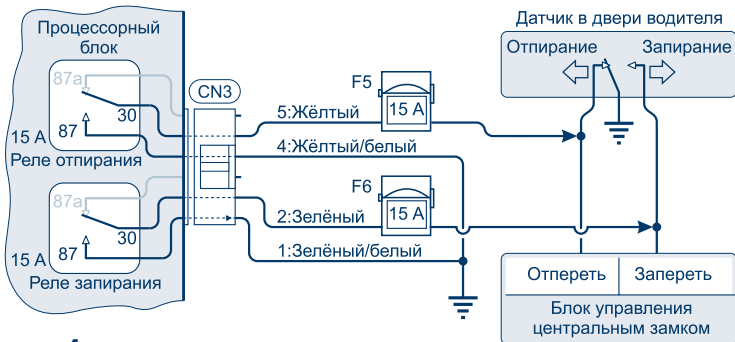 Процессорный
блок
87a
30
87
15 А
Реле отпирания
87a
30
87
15 А
Реле запирания
CN3
5:Жёлтый
4:Жёлтый/белый
2:Зелёный
1:Зелёный/белый
F5
15 А
F6
15 А
Датчик в двери водителя
Отпирание
Запирание
Отпереть
Запереть
Блок управления
центральным замком